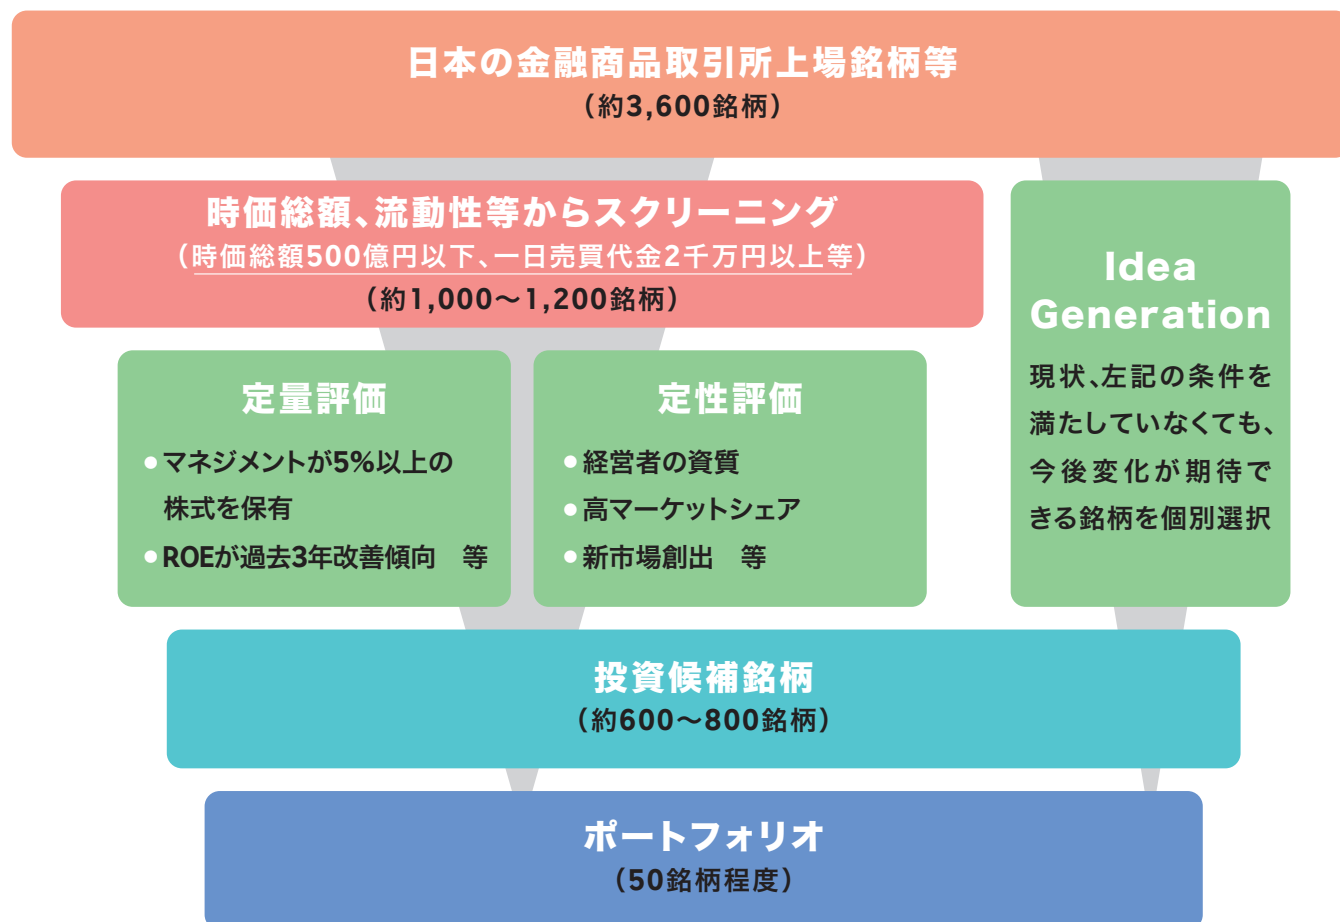 日本の金融商品取引所上場銘柄等
（約3,600銘柄）
時価総額、流動性等からスクリーニング
（時価総額500億円以下、一日売買代金2千万円以上等）
（約1,000〜1,200銘柄）
定量評価
●マネジメントが5%以上の
株式を保有
●ROEが過去3年改善傾向　等
定性評価
●経営者の資質
●高マーケットシェア
●新市場創出　等
Idea
Generation
現状、左記の条件を
満たしていなくても、
今後変化が期待で
きる銘柄を個別選択
投資候補銘柄
（約600〜800銘柄）
ポートフォリオ
（50銘柄程度）